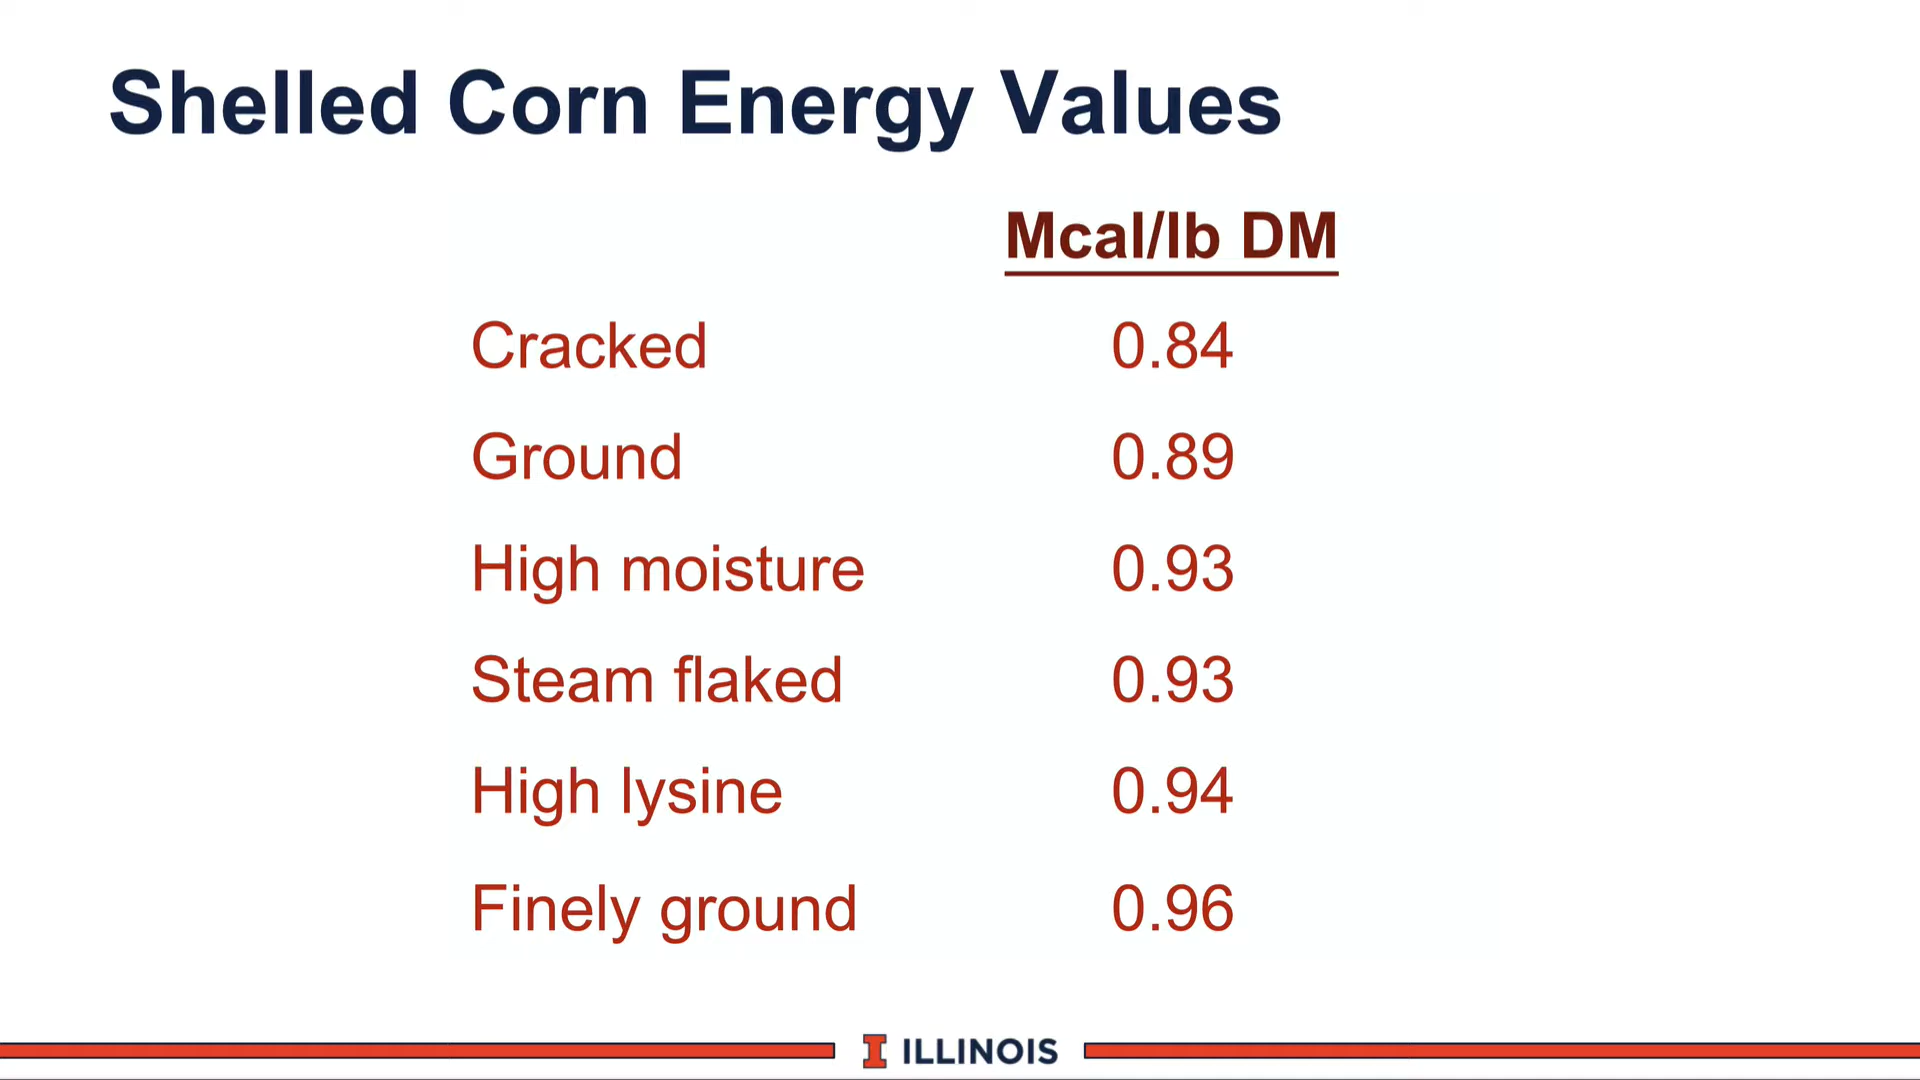 Shelled Corn Energy Values
Mcal/lb DM
Cracked 0.84
Ground 0.89
High moisture 0.93
Steam flaked 0.93
High lysine 0.94
Finely ground 0.96
I ILLINOIS